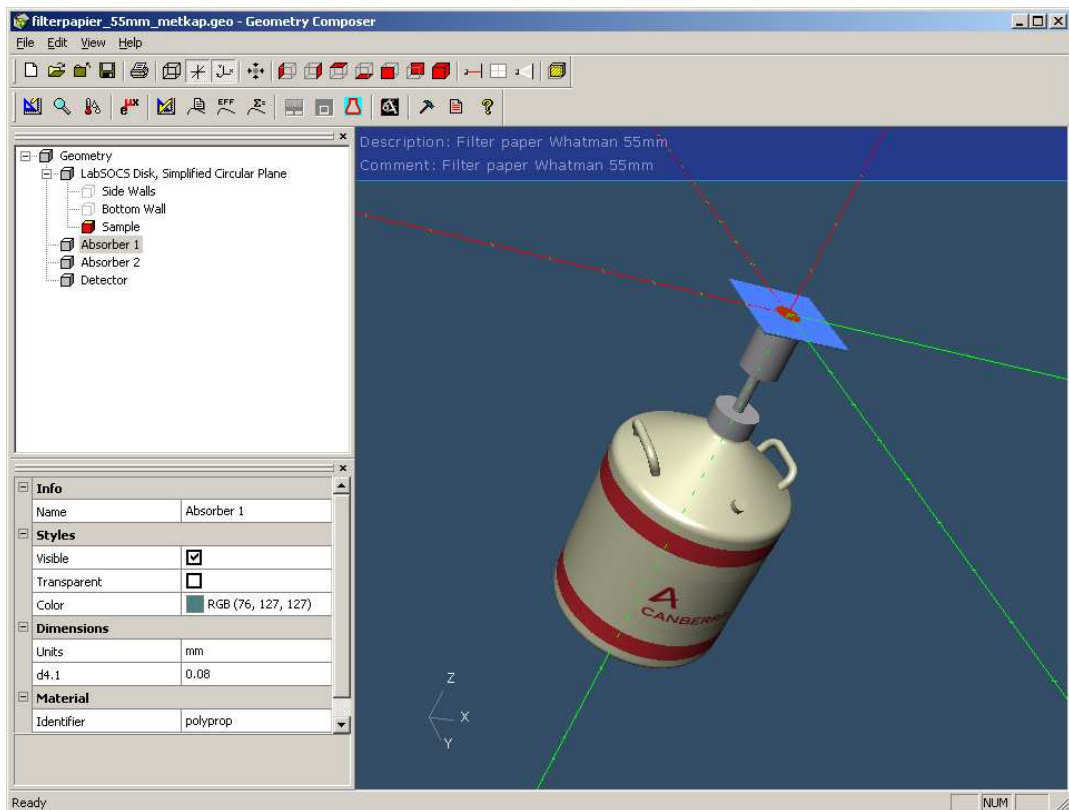 filterpapier_55mm_metkap.geo - Geometry Composer
File Edit View Help
e^µx EFF Σ=
Description: Filter paper Whatman 55mm
Comment: Filter paper Whatman 55mm
Geometry
LabSOCS Disk, Simplified Circular Plane
Side Walls
Bottom Wall
Sample
Absorber 1
Absorber 2
Detector
Info
Name Absorber 1
Styles
Visible
Transparent
Color RGB (76, 127, 127)
Dimensions
Units mm
d4.1 0.08
Material
Identifier polyprop
CANBERRA
Z
X
Y
Ready NUM